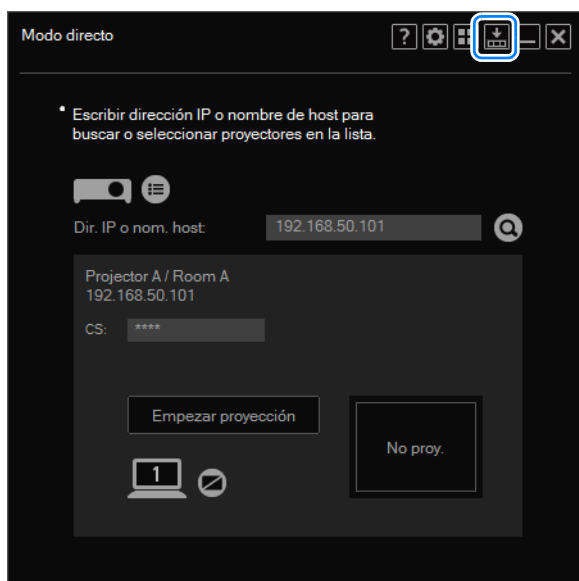 Modo directo
?
Escribir dirección IP o nombre de host para
buscar o seleccionar proyectores en la lista.
Dir. IP o nom. host:
192.168.50.101
Projector A / Room A
192.168.50.101
CS:
****
Empezar proyección
No proy.
1